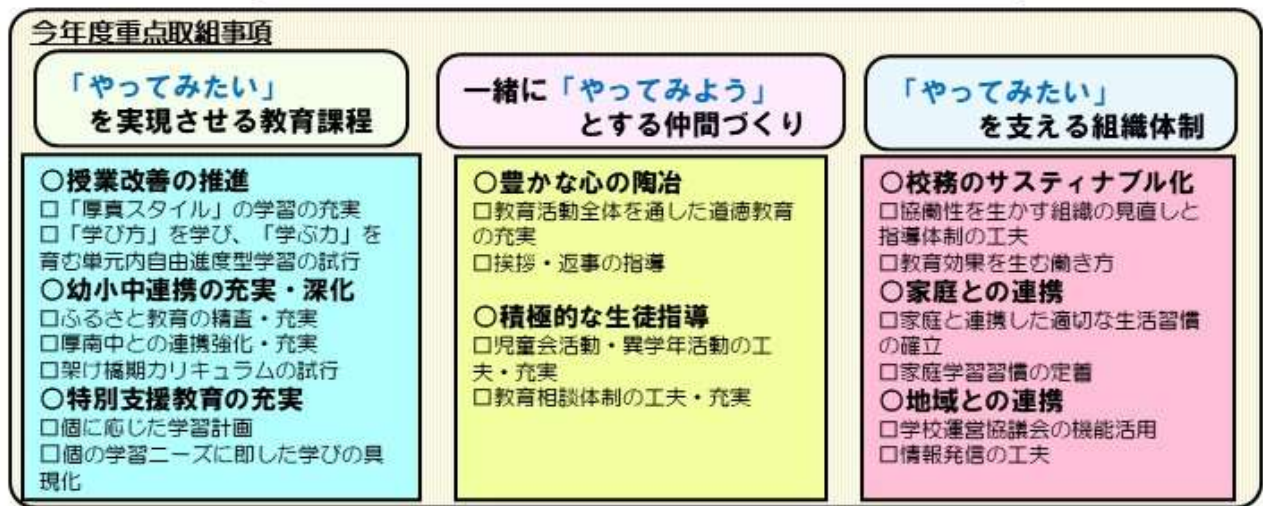 今年度重点取組事項
「やってみたい」
を実現させる教育課程
〇授業改善の推進
□「厚真スタイル」の学習の充実
□「学び方」を学び、「学ぶ力」を
育む単元内自由進度型学習の試行
〇幼小中連携の充実・深化
□ふるさと教育の精査・充実
□厚南中との連携強化・充実
□架け橋期カリキュラムの試行
〇特別支援教育の充実
□個に応じた学習計画
□個の学習ニーズに即した学びの具
現化
一緒に「やってみよう」
とする仲間づくり
〇豊かな心の陶冶
□教育活動全体を通した道徳教育
の充実
□挨拶・返事の指導
〇積極的な生徒指導
□児童会活動・異学年活動の工
夫・充実
□教育相談体制の工夫・充実
「やってみたい」
を支える組織体制
〇校務のサスティナブル化
□協働性を生かす組織の見直しと
指導体制の工夫
□教育効果を生む働き方
〇家庭との連携
□家庭と連携した適切な生活習慣
の確立
□家庭学習習慣の定着
〇地域との連携
□学校運営協議会の機能活用
□情報発信の工夫